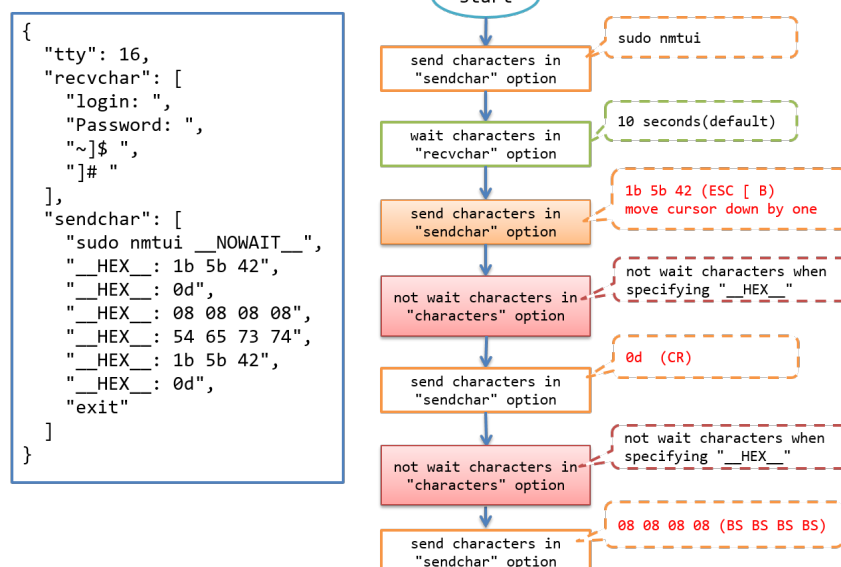 {
"tty": 16,
"recvchar": [
"login: ",
"Password: ",
"~]$ ",
"]# "
],
"sendchar": [
"sudo nmtui __NOWAIT__",
"__HEX__: 1b 5b 42",
"__HEX__: 0d",
"__HEX__: 08 08 08 08",
"__HEX__: 54 65 73 74",
"__HEX__: 1b 5b 42",
"__HEX__: 0d",
"exit"
]
}
start
send characters in
"sendchar" option
sudo nmtui
wait characters in
"recvchar" option
10 seconds(default)
send characters in
"sendchar" option
1b 5b 42 (ESC [ B)
move cursor down by one
not wait characters in
"characters" option
not wait characters when
specifying "__HEX__"
send characters in
"sendchar" option
0d (CR)
not wait characters in
"characters" option
not wait characters when
specifying "__HEX__"
send characters in
"sendchar" option
08 08 08 08 (BS BS BS BS)